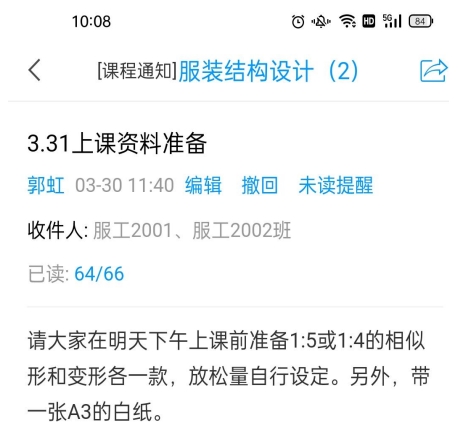 10:08 HD 5G 84
[课程通知]服装结构设计（2）
3.31上课资料准备
郭虹 03-30 11:40 编辑 撤回 未读提醒
收件人: 服工2001、服工2002班
已读: 64/66
请大家在明天下午上课前准备1:5或1:4的相似
形和变形各一款，放松量自行设定。另外，带
一张A3的白纸。